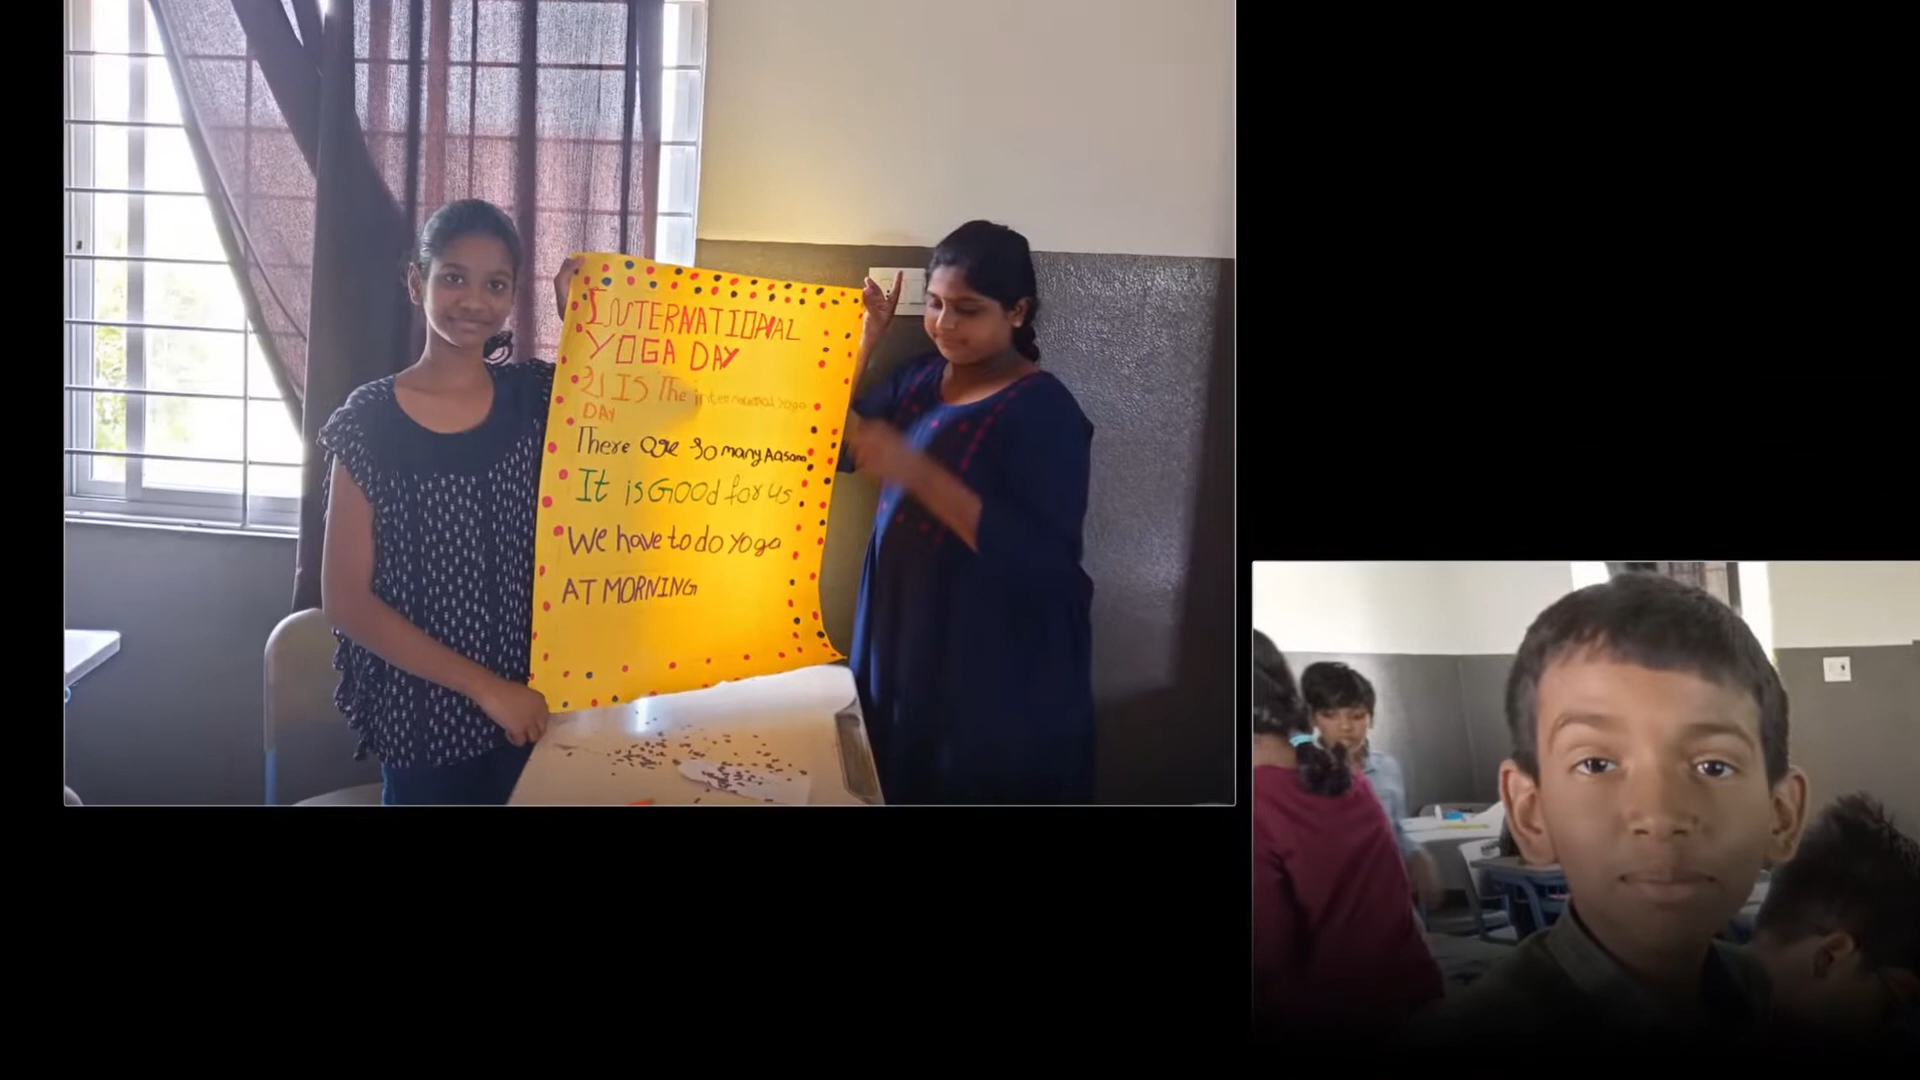 INTERNATIONAL
YOGA DAY
21 IS The international yoga
DAY
There are so many Aasana
It is GOOd for us
We have to do yoga
AT MORNING